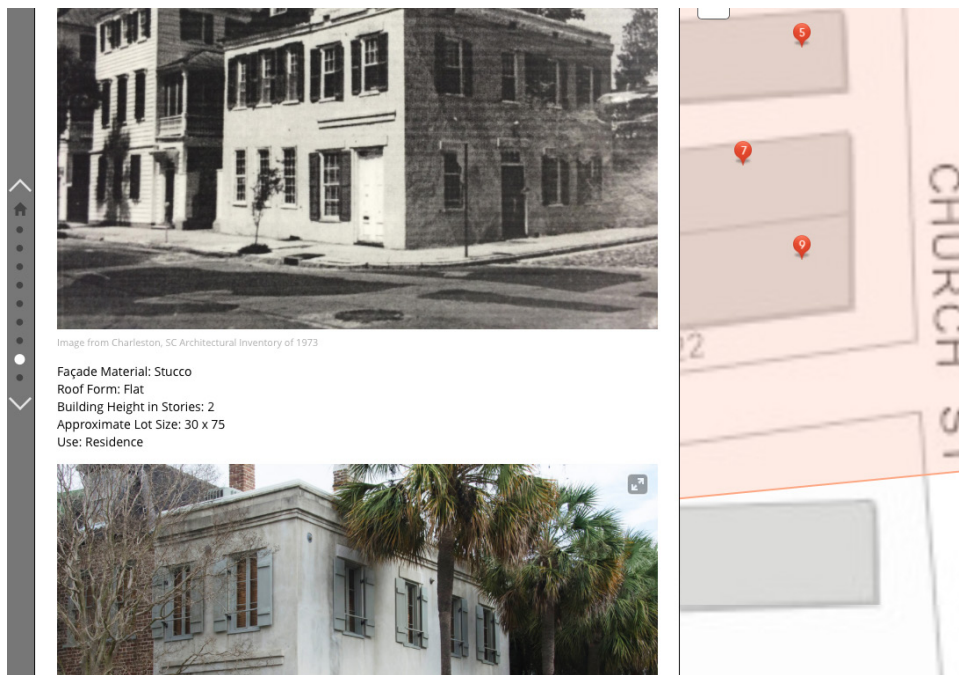 Image from Charleston, SC Architectural Inventory of 1973
Façade Material: Stucco
Roof Form: Flat
Building Height in Stories: 2
Approximate Lot Size: 30 x 75
Use: Residence
5
7
9
CHURCH ST